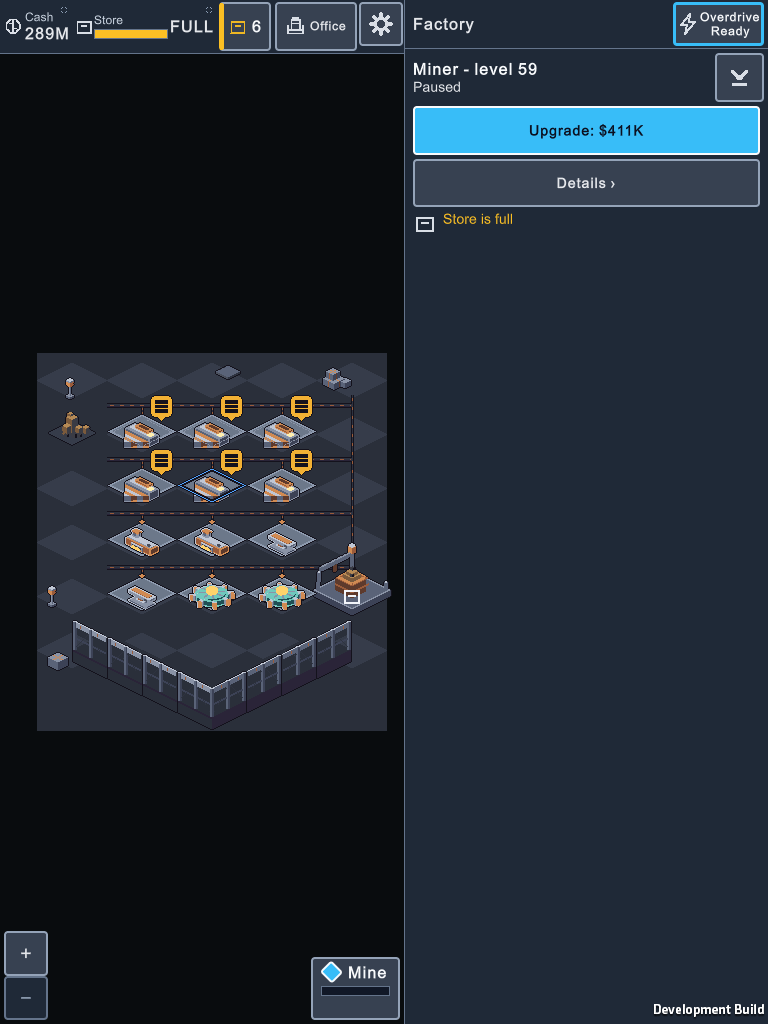 Cash
289M
Store
FULL
6
Office
Factory
Overdrive
Ready
Miner - level 59
Paused
Upgrade: $411K
Details ›
Store is full
+
−
Mine
Development Build